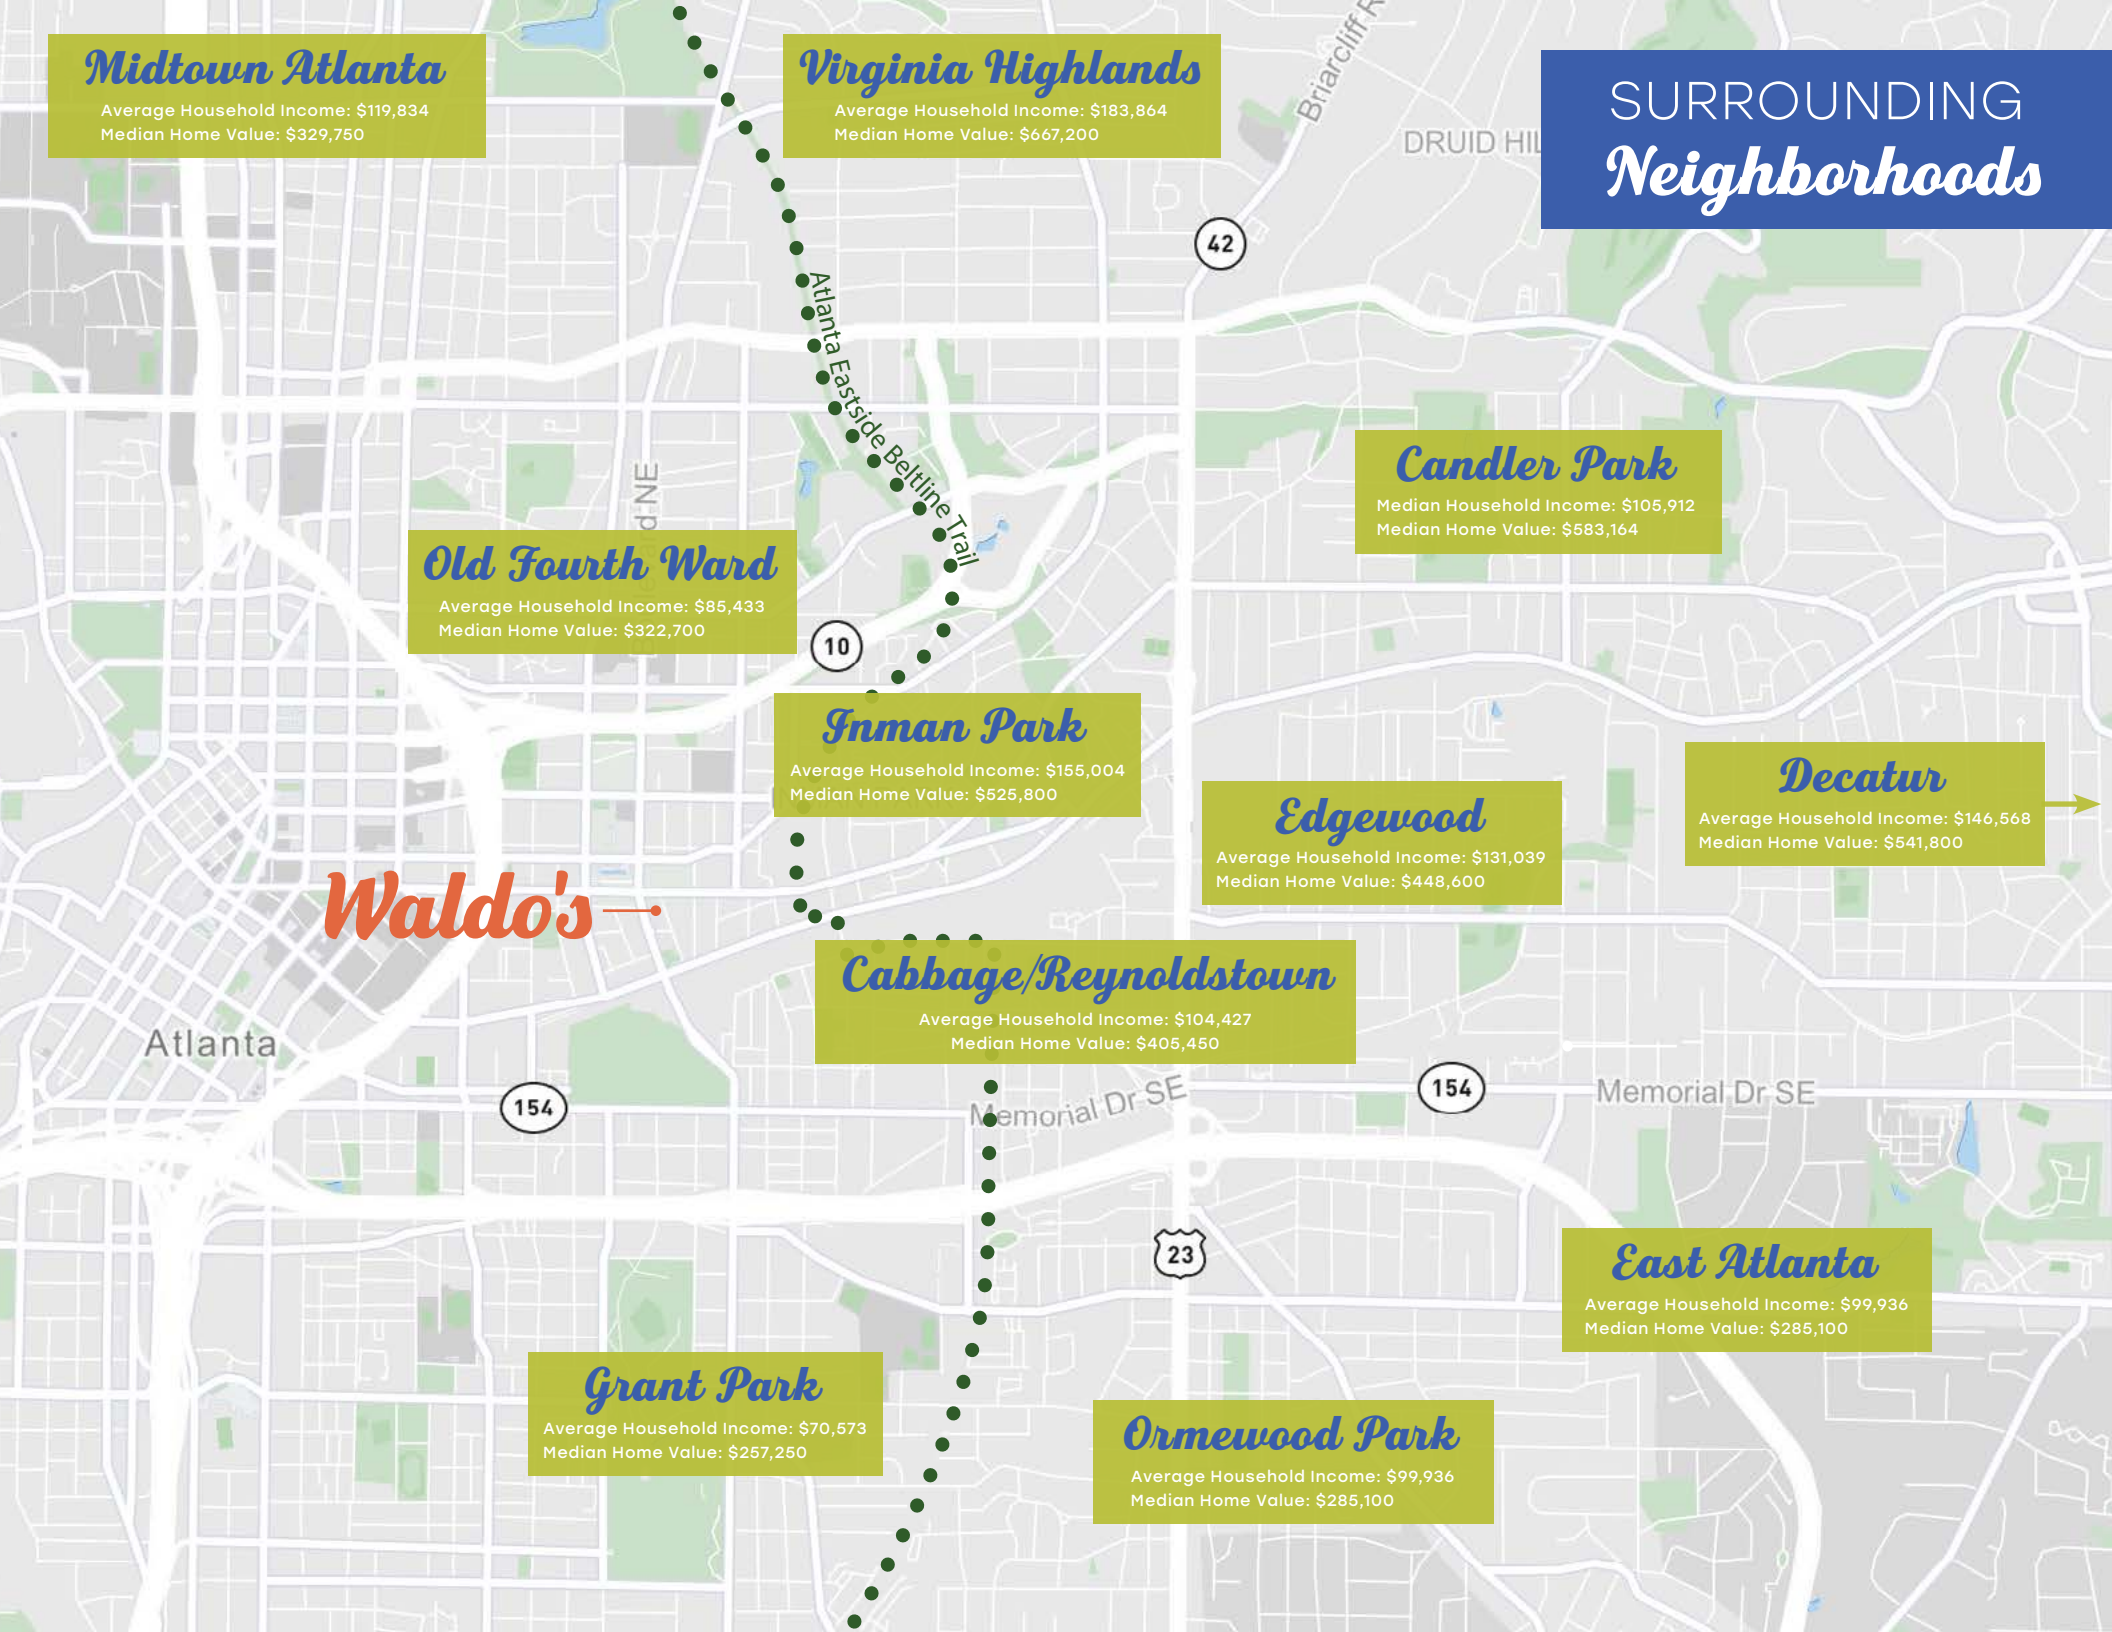 Midtown Atlanta
Average Household Income: $119,834
Median Home Value: $329,750
Virginia Highlands
Average Household Income: $183,864
Median Home Value: $667,200
SURROUNDING
Neighborhoods
Briarcliff R
DRUID HIL
42
Atlanta Eastside Beltline Trail
Candler Park
Median Household Income: $105,912
Median Home Value: $583,164
Old Fourth Ward
Average Household Income: $85,433
Median Home Value: $322,700
NE
10
Inman Park
Average Household Income: $155,004
Median Home Value: $525,800
Decatur
Average Household Income: $146,568
Median Home Value: $541,800
Edgewood
Average Household Income: $131,039
Median Home Value: $448,600
Waldo's
Cabbage/Reynoldstown
Average Household Income: $104,427
Median Home Value: $405,450
Atlanta
154
Memorial Dr SE
154
Memorial Dr SE
23
East Atlanta
Average Household Income: $99,936
Median Home Value: $285,100
Grant Park
Average Household Income: $70,573
Median Home Value: $257,250
Ormewood Park
Average Household Income: $99,936
Median Home Value: $285,100